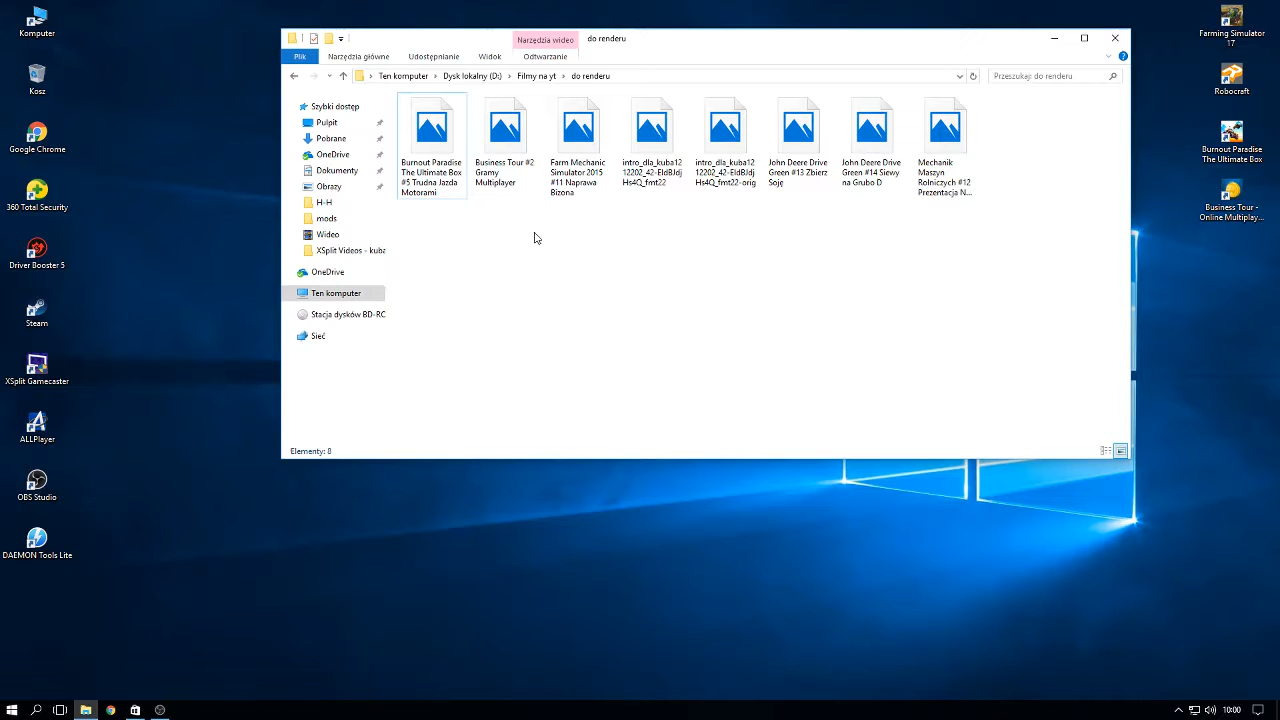 Komputer
Kosz
Google Chrome
360 Total Security
Driver Booster 5
Steam
XSplit Gamecaster
ALLPlayer
OBS Studio
DAEMON Tools Lite
Narzędzia wideo
do renderu
Plik
Narzędzia główne
Udostępnianie
Widok
Odtwarzanie
Ten komputer
Dysk lokalny (D:)
Filmy na yt
do renderu
Przeszukaj: do renderu
Szybki dostęp
Pulpit
Pobrane
OneDrive
Dokumenty
Obrazy
H-H
mods
Wideo
XSplit Videos - kuba
OneDrive
Ten komputer
Stacja dysków BD-RC
Sieć
Burnout Paradise
The Ultimate Box
#5 Trudna Jazda
Motorami
Business Tour #2
Gramy
Multiplayer
Farm Mechanic
Simulator 2015
#11 Naprawa
Bizona
intro_dla_kuba12
12202_42-EldBJdj
Hs4Q_fmt22
intro_dla_kuba12
12202_42-EldBJdj
Hs4Q_fmt22-orig
John Deere Drive
Green #13 Zbierz
Soję
John Deere Drive
Green #14 Siewy
na Grubo D
Mechanik
Maszyn
Rolniczych #12
Prezentacja N...
Elementy: 8
Farming Simulator
17
Robocraft
Burnout Paradise
The Ultimate Box
Business Tour -
Online Multiplay...
10:00